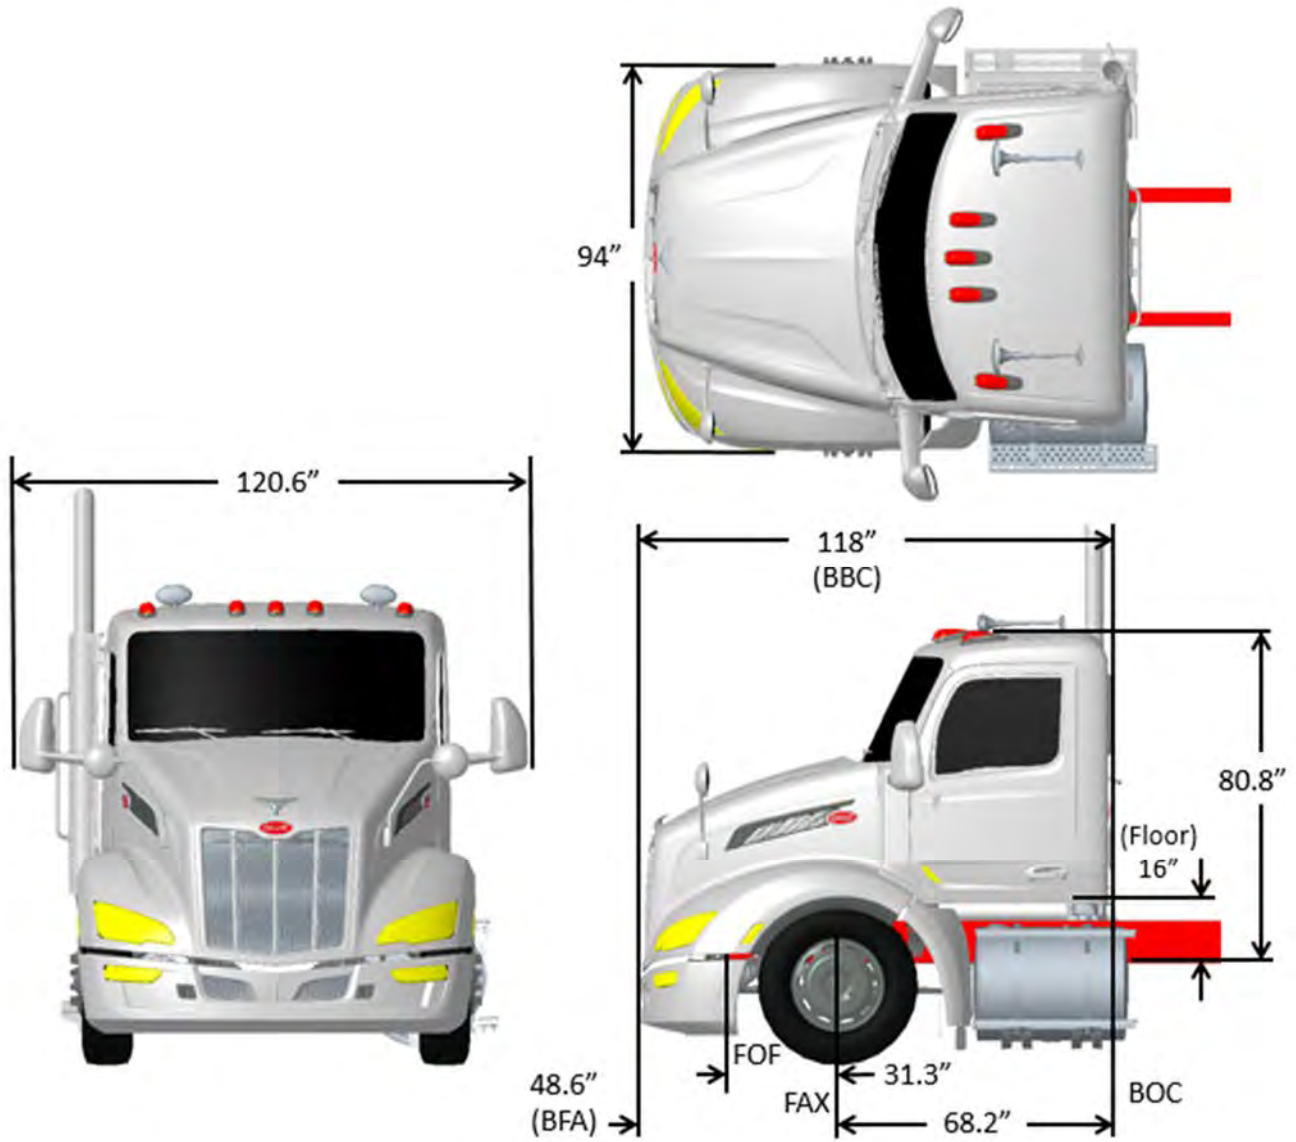 94”
120.6”
118”
(BBC)
80.8”
(Floor)
16”
FOF
31.3”
48.6”
(BFA)
FAX
68.2”
BOC